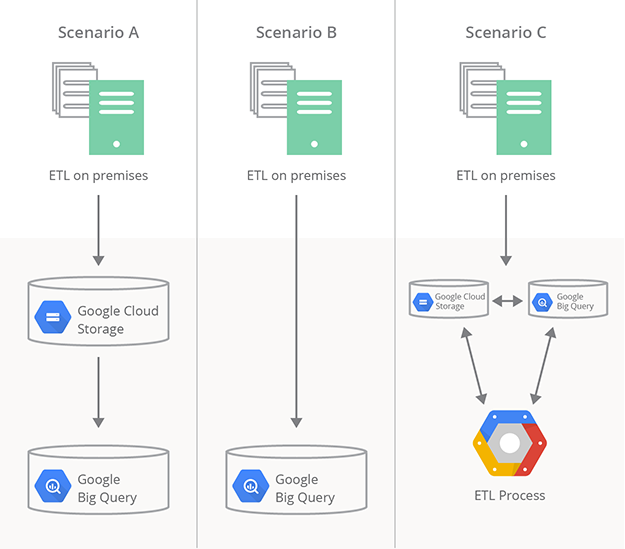 Scenario A
ETL on premises
Google Cloud
Storage
Google
Big Query
Scenario B
ETL on premises
Google
Big Query
Scenario C
ETL on premises
Google Cloud
Storage
Google
Big Query
ETL Process